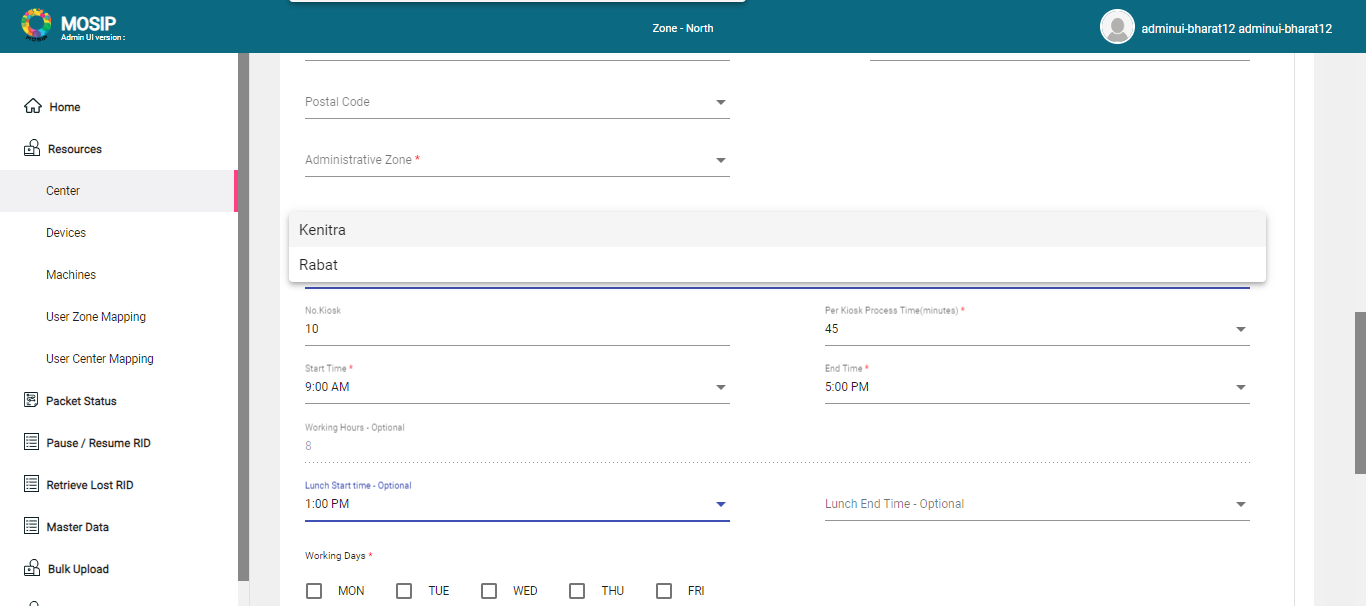 MOSIP
Admin UI version :
Zone - North
adminui-bharat12 adminui-bharat12
Home
Resources
Center
Devices
Machines
User Zone Mapping
User Center Mapping
Packet Status
Pause / Resume RID
Retrieve Lost RID
Master Data
Bulk Upload
Postal Code
Administrative Zone *
Kenitra
Rabat
No.Kiosk
10
Per Kiosk Process Time(minutes) *
45
Start Time *
9:00 AM
End Time *
5:00 PM
Working Hours - Optional
8
Lunch Start time - Optional
1:00 PM
Lunch End Time - Optional
Working Days *
MON TUE WED THU FRI